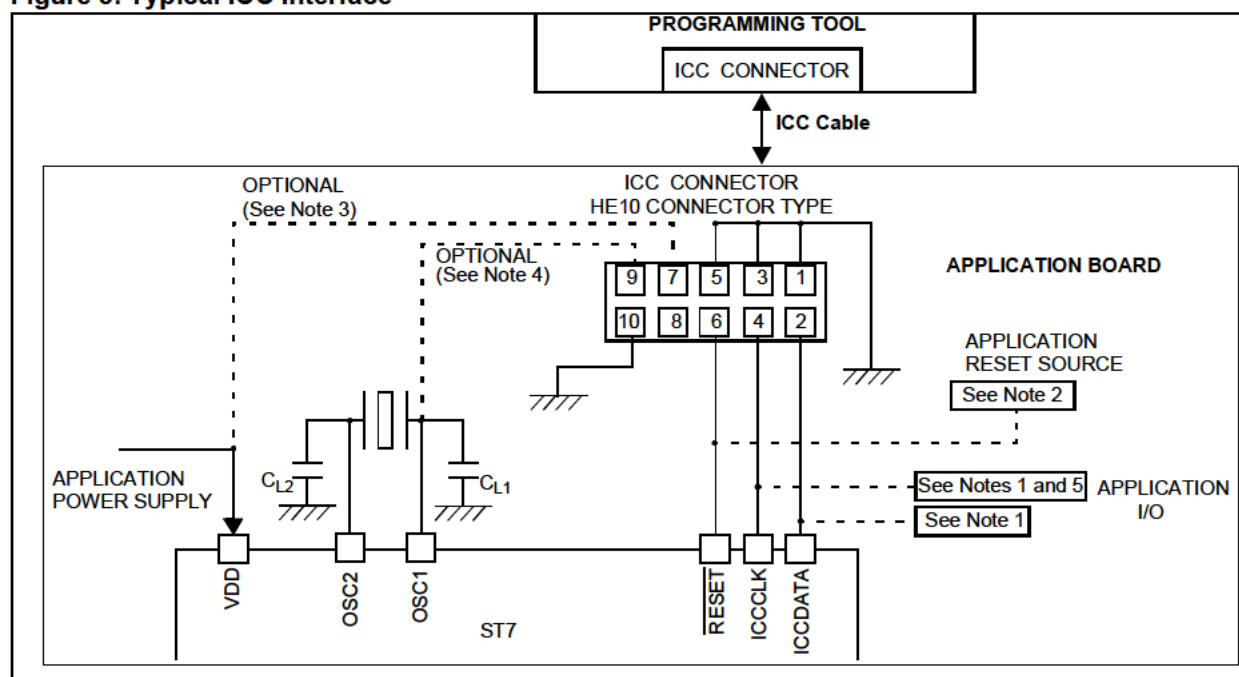 Figure 5. Typical ICC Interface
PROGRAMMING TOOL
ICC CONNECTOR
ICC Cable
OPTIONAL
(See Note 3)
ICC CONNECTOR
HE10 CONNECTOR TYPE
OPTIONAL
(See Note 4)
9 7 5 3 1
10 8 6 4 2
APPLICATION BOARD
APPLICATION
RESET SOURCE
See Note 2
APPLICATION
POWER SUPPLY
CL2
CL1
See Notes 1 and 5
APPLICATION
I/O
See Note 1
VDD
OSC2
OSC1
RESET
ICCCLK
ICCDATA
ST7